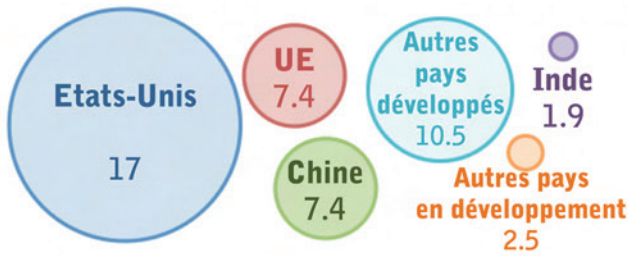 Etats-Unis
17
UE
7.4
Chine
7.4
Autres
pays
développés
10.5
Inde
1.9
Autres pays
en développement
2.5